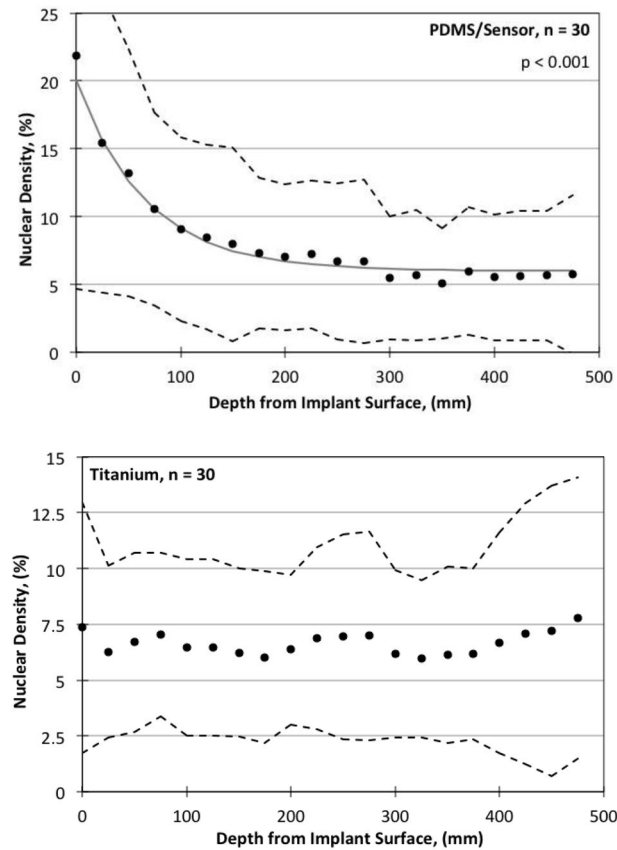 25
20
15
10
5
0
Nuclear Density, (%)
PDMS/Sensor, n = 30
p < 0.001
0 100 200 300 400 500
Depth from Implant Surface, (mm)
15
12.5
10
7.5
5
2.5
0
Nuclear Density, (%)
Titanium, n = 30
0 100 200 300 400 500
Depth from Implant Surface, (mm)